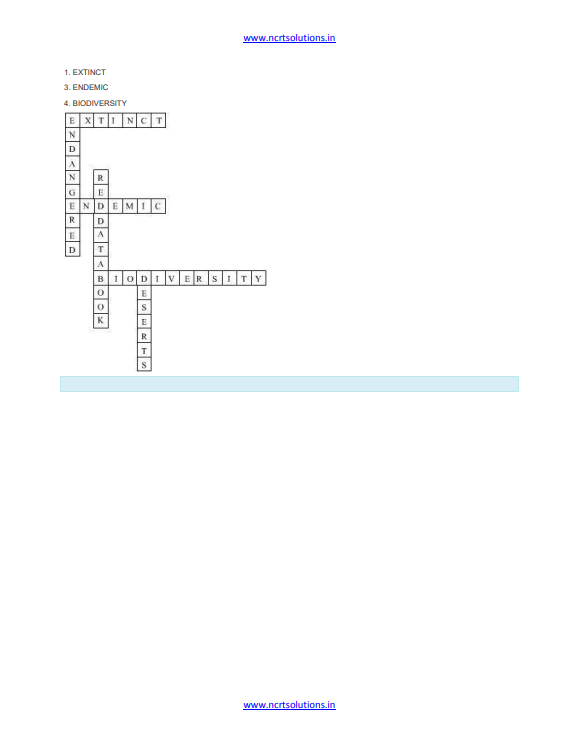 www.ncrtsolutions.in
1. EXTINCT
3. ENDEMIC
4. BIODIVERSITY
E X T I N C T
N
D
A
N R
G E
E N D E M I C
R D
E A
D T
A
B I O D I V E R S I T Y
O E
O S
K E
R
T
S
www.ncrtsolutions.in